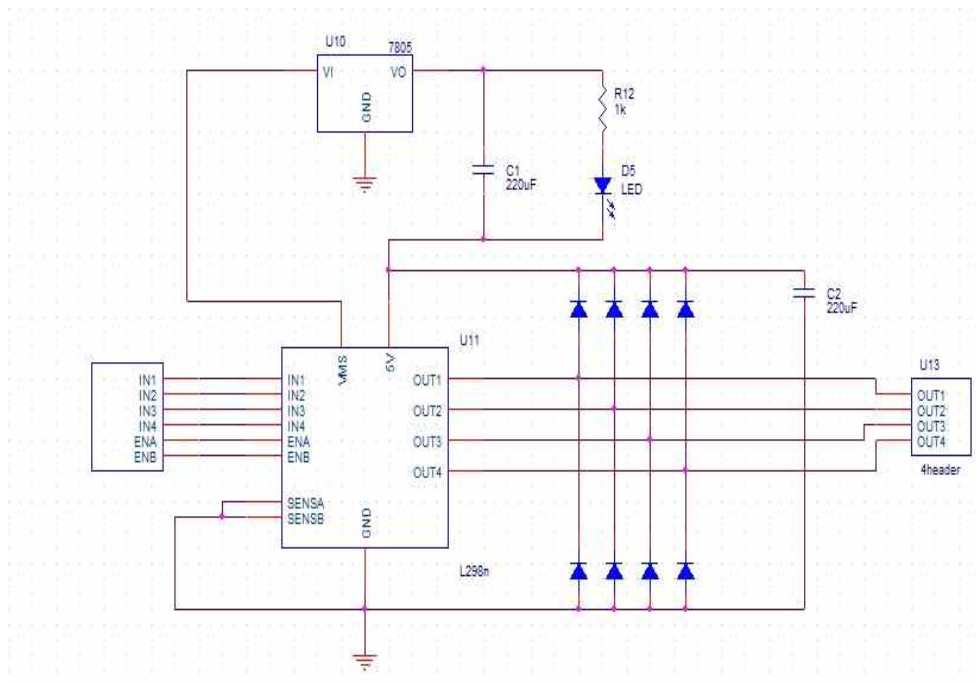 U10
7805
VI
VO
GND
R12
1k
C1
220uF
D5
LED
C2
220uF
U11
VMS
5V
IN1
IN2
IN3
IN4
ENA
ENB
IN1
IN2
IN3
IN4
ENA
ENB
SENSA
SENSB
GND
OUT1
OUT2
OUT3
OUT4
L298n
U13
OUT1
OUT2
OUT3
OUT4
4header